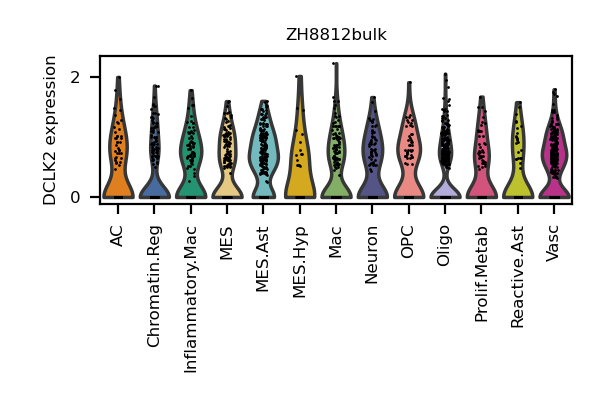 ZH8812bulk
DCLK2 expression
2
0
AC
Chromatin.Reg
Inflammatory.Mac
MES
MES.Ast
MES.Hyp
Mac
Neuron
OPC
Oligo
Prolif.Metab
Reactive.Ast
Vasc